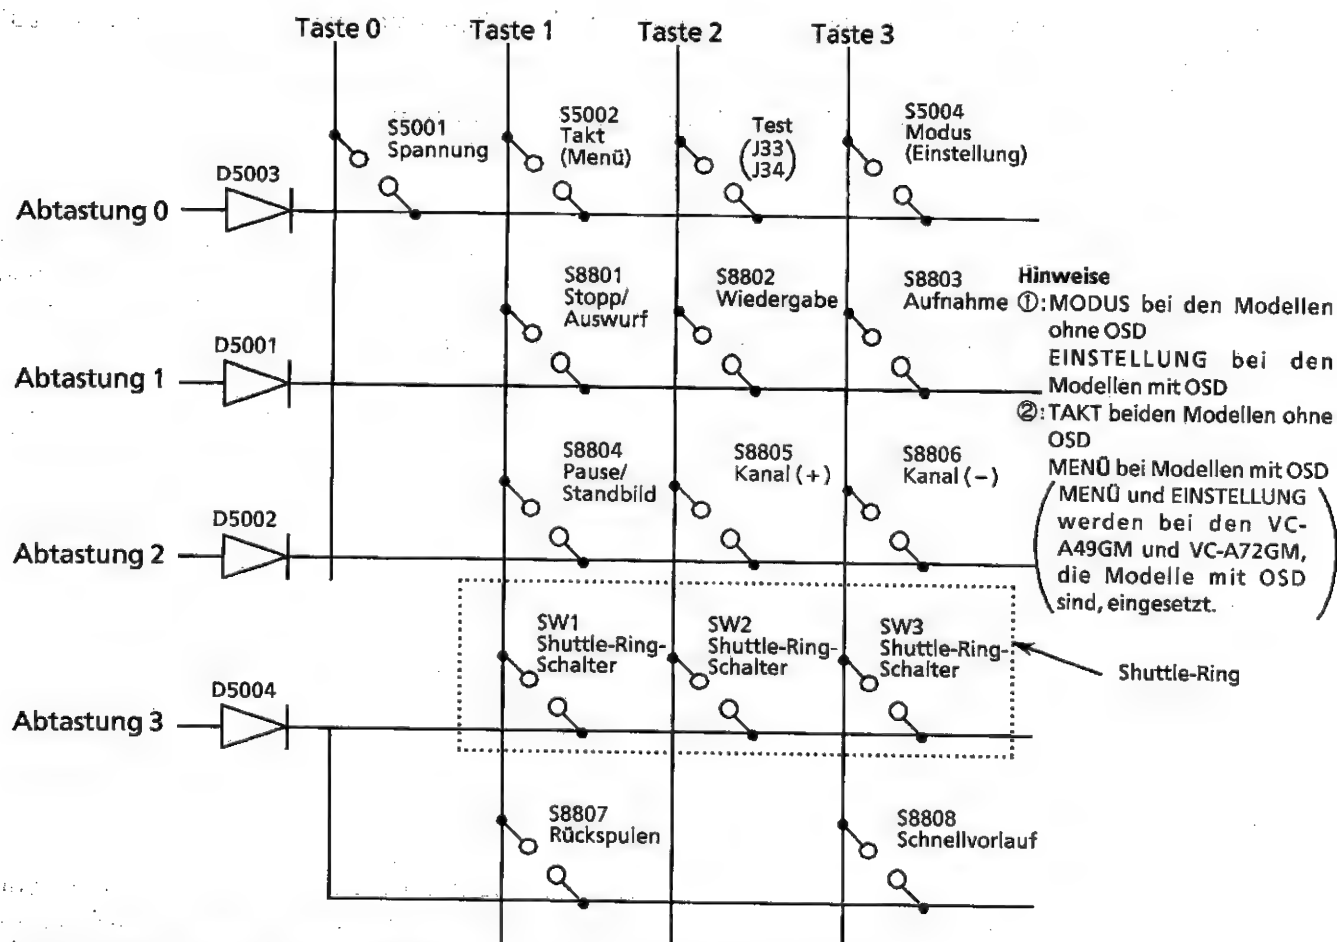 Taste 0
Taste 1
Taste 2
Taste 3
S5001
Spannung
S5002
Takt
(Menü)
Test
(J33
J34)
S5004
Modus
(Einstellung)
D5003
Abtastung 0
S8801
Stopp/
Auswurf
S8802
Wiedergabe
S8803
Aufnahme
D5001
Abtastung 1
S8804
Pause/
Standbild
S8805
Kanal (+)
S8806
Kanal (−)
D5002
Abtastung 2
SW1
Shuttle-Ring-
Schalter
SW2
Shuttle-Ring-
Schalter
SW3
Shuttle-Ring-
Schalter
Shuttle-Ring
D5004
Abtastung 3
S8807
Rückspulen
S8808
Schnellvorlauf
Hinweise
①:MODUS bei den Modellen
ohne OSD
EINSTELLUNG bei den
Modellen mit OSD
②:TAKT beiden Modellen ohne
OSD
MENÜ bei Modellen mit OSD
(MENÜ und EINSTELLUNG
werden bei den VC-
A49GM und VC-A72GM,
die Modelle mit OSD
sind, eingesetzt.)